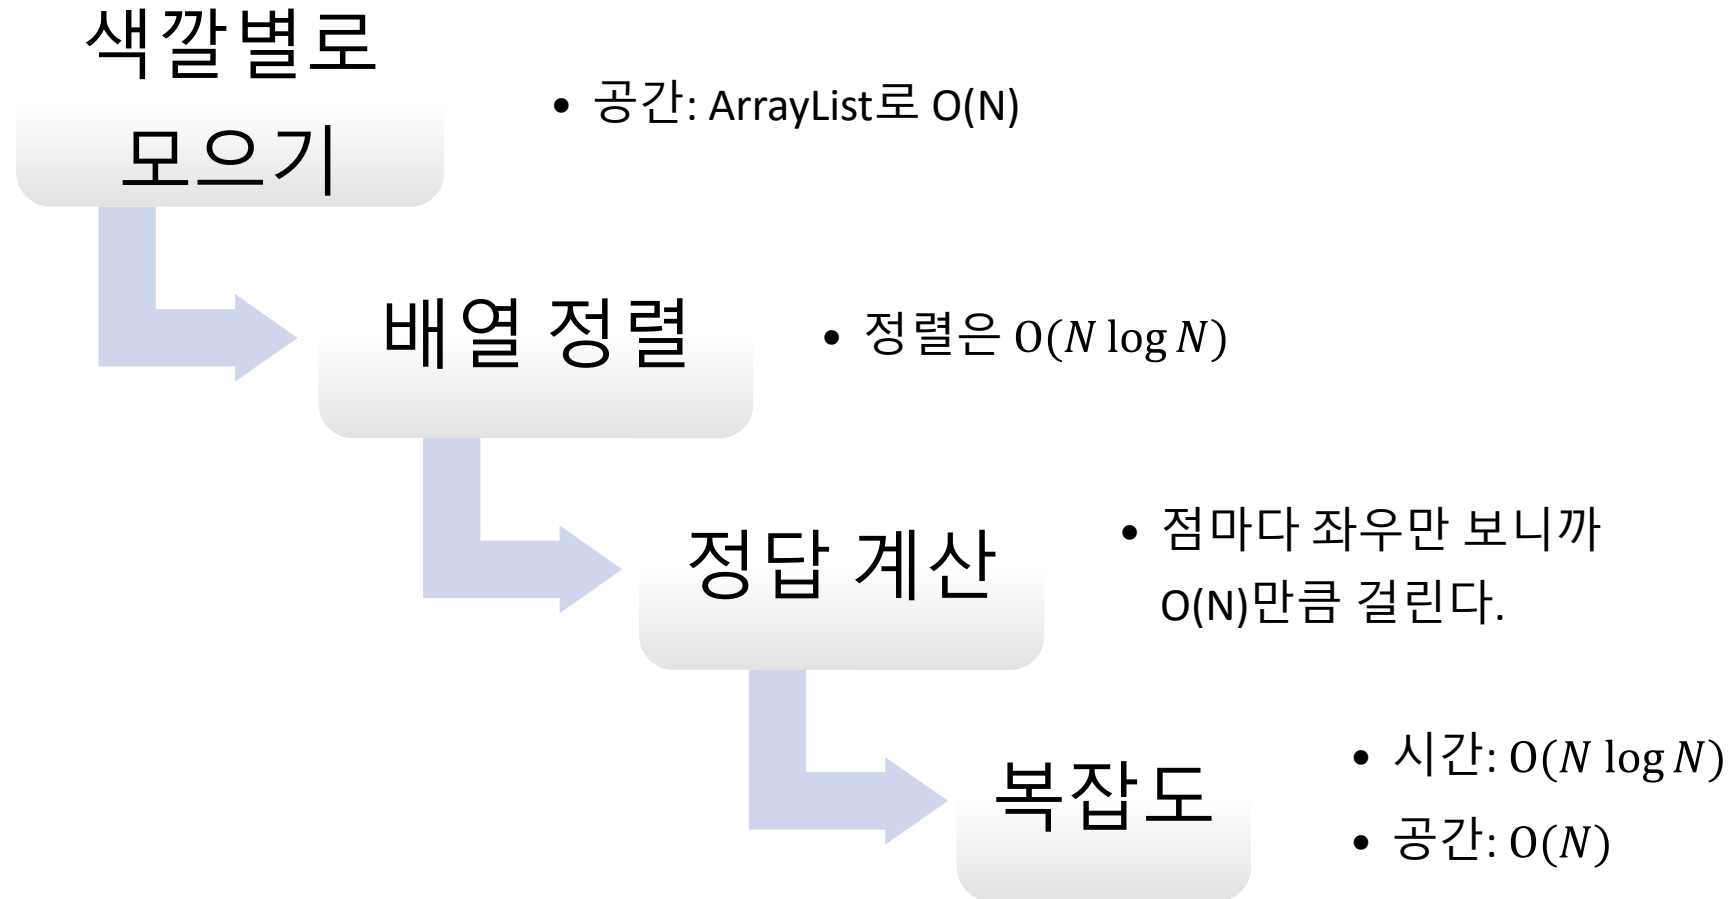 색깔별로
모으기
• 공간: ArrayList로 O(N)
배열 정렬
• 정렬은 O(N log N)
정답 계산
• 점마다 좌우만 보니까
O(N)만큼 걸린다.
복잡도
• 시간: O(N log N)
• 공간: O(N)